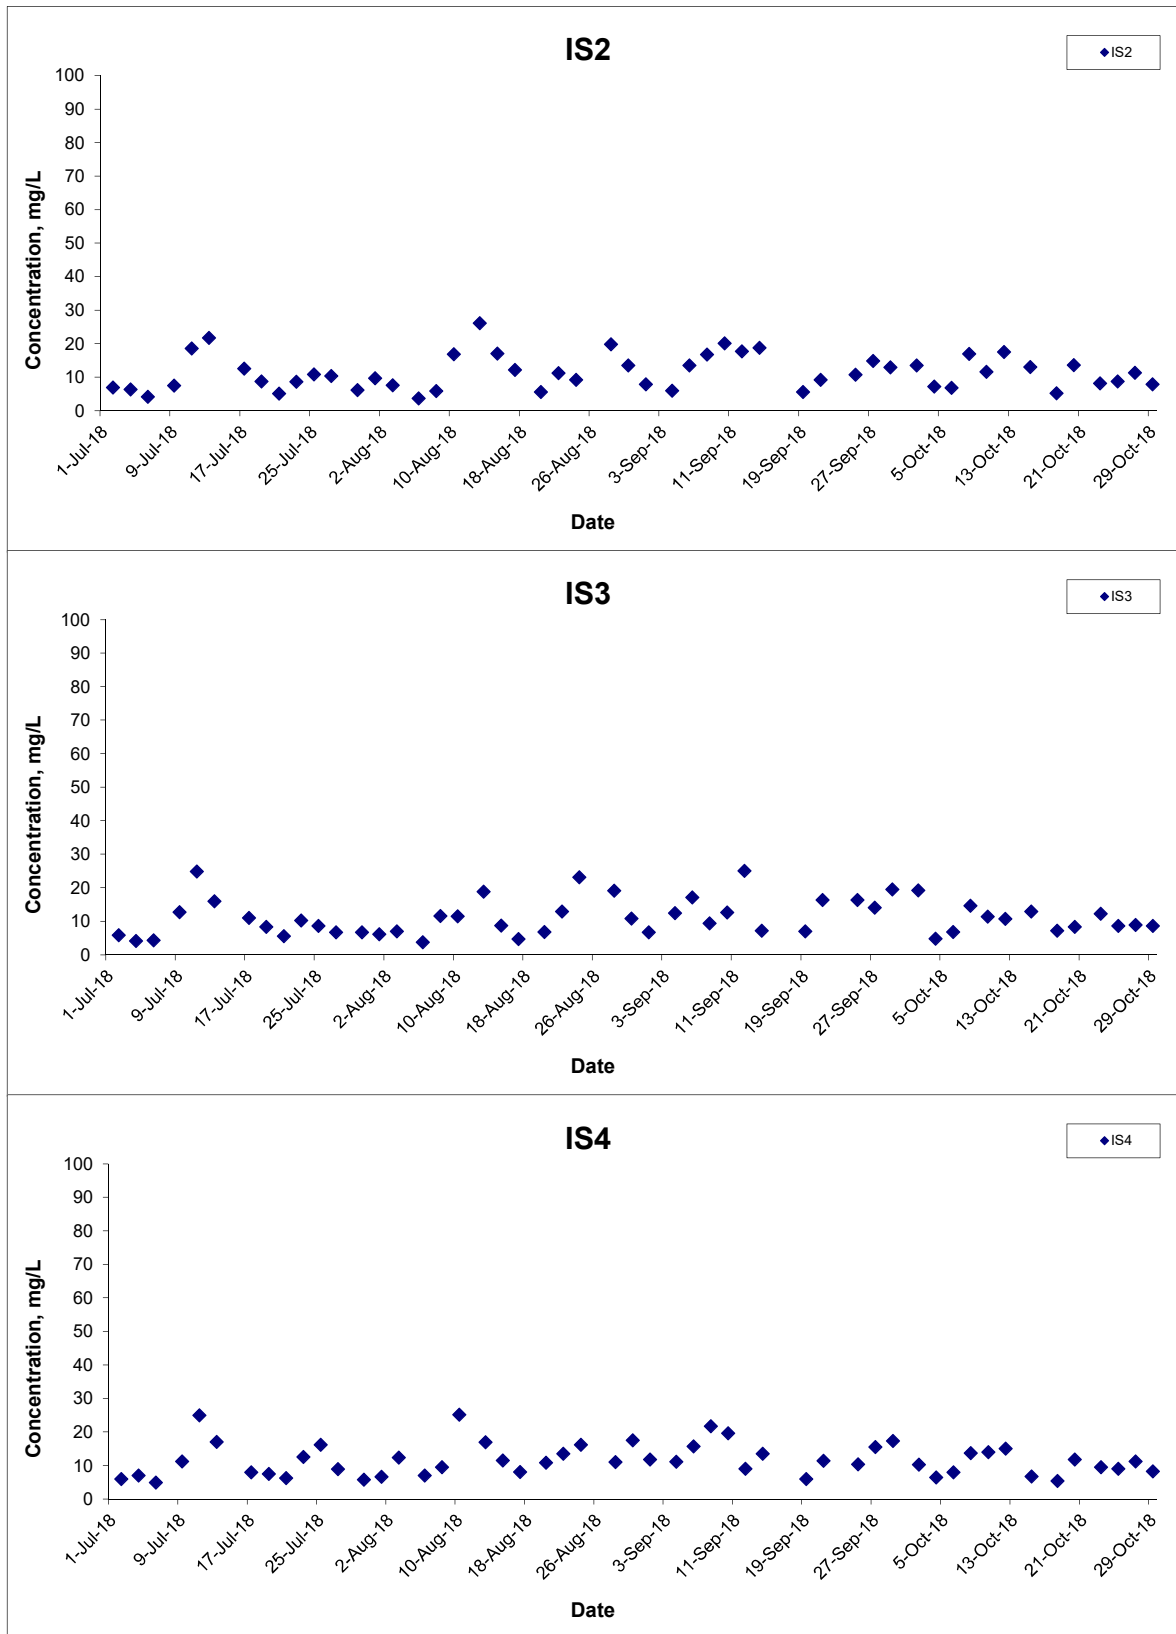 IS2
IS2
100
90
80
70
60
50
40
30
20
10
0
Concentration, mg/L
1-Jul-18
9-Jul-18
17-Jul-18
25-Jul-18
2-Aug-18
10-Aug-18
18-Aug-18
26-Aug-18
3-Sep-18
11-Sep-18
19-Sep-18
27-Sep-18
5-Oct-18
13-Oct-18
21-Oct-18
29-Oct-18
Date
IS3
IS3
100
90
80
70
60
50
40
30
20
10
0
Concentration, mg/L
1-Jul-18
9-Jul-18
17-Jul-18
25-Jul-18
2-Aug-18
10-Aug-18
18-Aug-18
26-Aug-18
3-Sep-18
11-Sep-18
19-Sep-18
27-Sep-18
5-Oct-18
13-Oct-18
21-Oct-18
29-Oct-18
Date
IS4
IS4
100
90
80
70
60
50
40
30
20
10
0
Concentration, mg/L
1-Jul-18
9-Jul-18
17-Jul-18
25-Jul-18
2-Aug-18
10-Aug-18
18-Aug-18
26-Aug-18
3-Sep-18
11-Sep-18
19-Sep-18
27-Sep-18
5-Oct-18
13-Oct-18
21-Oct-18
29-Oct-18
Date